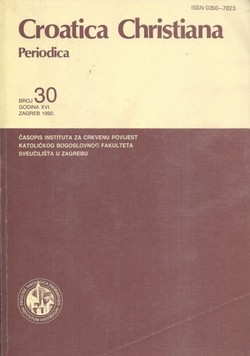 ISSN 0350-7823
Croatica Christiana
Periodica
BROJ 30
GODINA XVI
ZAGREB 1992.
ČASOPIS INSTITUTA ZA CRKVENU POVIJEST
KATOLIČKOG BOGOSLOVNOG FAKULTETA
SVEUČILIŠTA U ZAGREBU